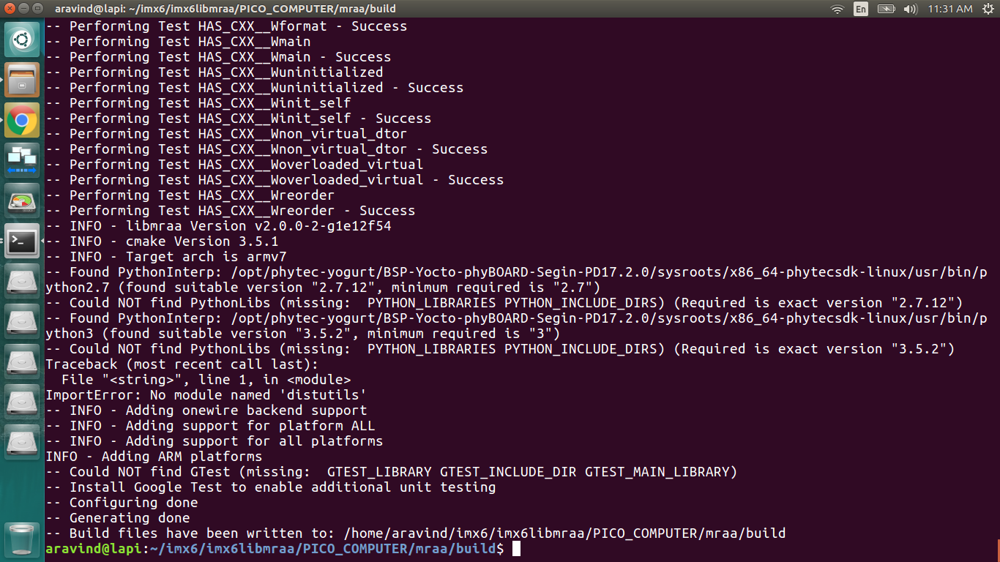 aravind@lapi: ~/imx6/imx6libmraa/PICO_COMPUTER/mraa/build
En
11:31 AM
-- Performing Test HAS_CXX__Wformat - Success
-- Performing Test HAS_CXX__Wmain
-- Performing Test HAS_CXX__Wmain - Success
-- Performing Test HAS_CXX__Wuninitialized
-- Performing Test HAS_CXX__Wuninitialized - Success
-- Performing Test HAS_CXX__Winit_self
-- Performing Test HAS_CXX__Winit_self - Success
-- Performing Test HAS_CXX__Wnon_virtual_dtor
-- Performing Test HAS_CXX__Wnon_virtual_dtor - Success
-- Performing Test HAS_CXX__Woverloaded_virtual
-- Performing Test HAS_CXX__Woverloaded_virtual - Success
-- Performing Test HAS_CXX__Wreorder
-- Performing Test HAS_CXX__Wreorder - Success
-- INFO - libmraa Version v2.0.0-2-g1e12f54
-- INFO - cmake Version 3.5.1
-- INFO - Target arch is armv7
-- Found PythonInterp: /opt/phytec-yogurt/BSP-Yocto-phyBOARD-Segin-PD17.2.0/sysroots/x86_64-phytecsdk-linux/usr/bin/p
ython2.7 (found suitable version "2.7.12", minimum required is "2.7")
-- Could NOT find PythonLibs (missing:  PYTHON_LIBRARIES PYTHON_INCLUDE_DIRS) (Required is exact version "2.7.12")
-- Found PythonInterp: /opt/phytec-yogurt/BSP-Yocto-phyBOARD-Segin-PD17.2.0/sysroots/x86_64-phytecsdk-linux/usr/bin/p
ython3 (found suitable version "3.5.2", minimum required is "3")
-- Could NOT find PythonLibs (missing:  PYTHON_LIBRARIES PYTHON_INCLUDE_DIRS) (Required is exact version "3.5.2")
Traceback (most recent call last):
  File "<string>", line 1, in <module>
ImportError: No module named 'distutils'
-- INFO - Adding onewire backend support
-- INFO - Adding support for platform ALL
-- INFO - Adding support for all platforms
INFO - Adding ARM platforms
-- Could NOT find GTest (missing:  GTEST_LIBRARY GTEST_INCLUDE_DIR GTEST_MAIN_LIBRARY)
-- Install Google Test to enable additional unit testing
-- Configuring done
-- Generating done
-- Build files have been written to: /home/aravind/imx6/imx6libmraa/PICO_COMPUTER/mraa/build
aravind@lapi:~/imx6/imx6libmraa/PICO_COMPUTER/mraa/build$